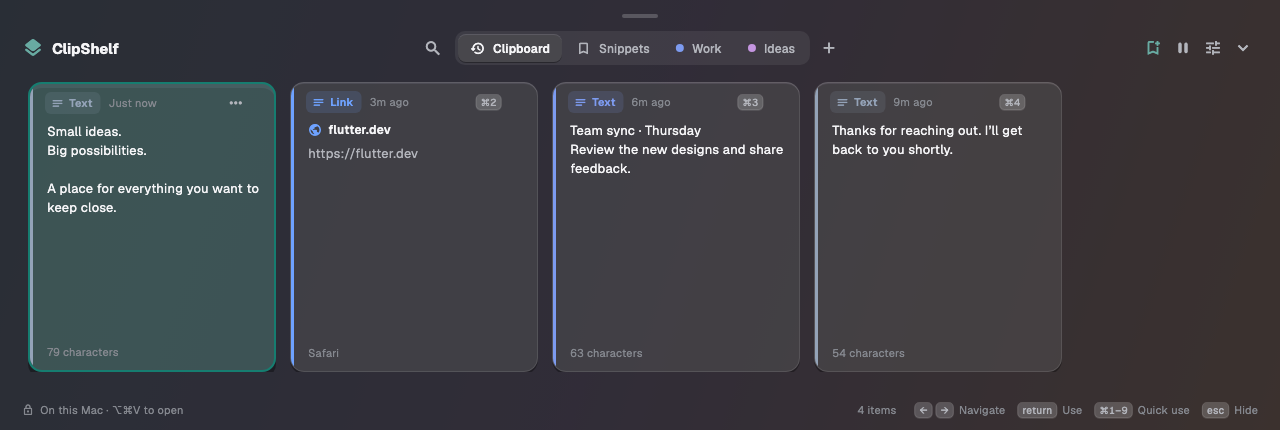 ClipShelf
Clipboard
Snippets
Work
Ideas
Text
Just now
Small ideas.
Big possibilities.
A place for everything you want to
keep close.
79 characters
Link
3m ago
⌘2
flutter.dev
https://flutter.dev
Safari
Text
6m ago
⌘3
Team sync · Thursday
Review the new designs and share
feedback.
63 characters
Text
9m ago
⌘4
Thanks for reaching out. I'll get
back to you shortly.
54 characters
On this Mac · ⌥⌘V to open
4 items
← → Navigate
return Use
⌘1–9 Quick use
esc Hide